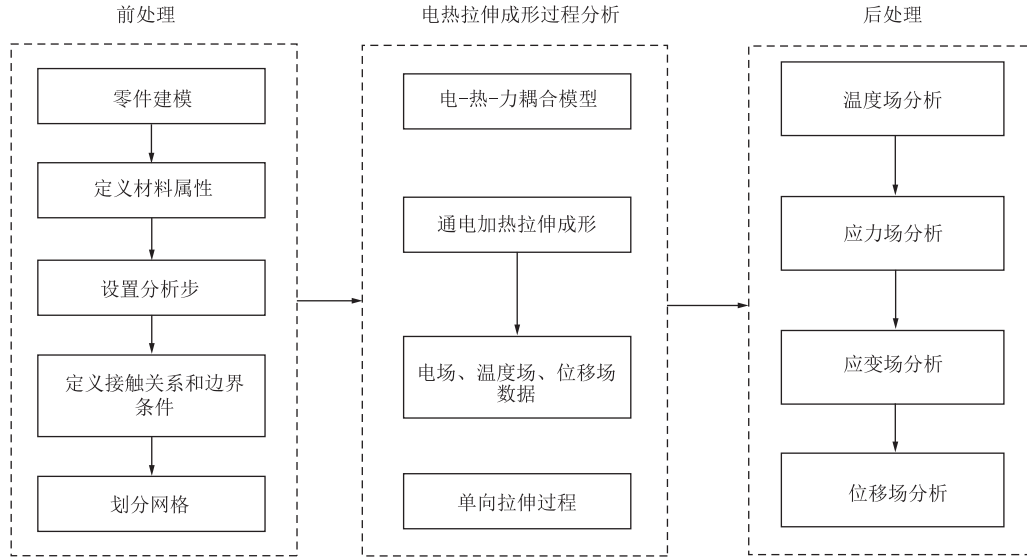 前处理
零件建模
定义材料属性
设置分析步
定义接触关系和边界
条件
划分网格
电热拉伸成形过程分析
电-热-力耦合模型
通电加热拉伸成形
电场、温度场、位移场
数据
单向拉伸过程
后处理
温度场分析
应力场分析
应变场分析
位移场分析